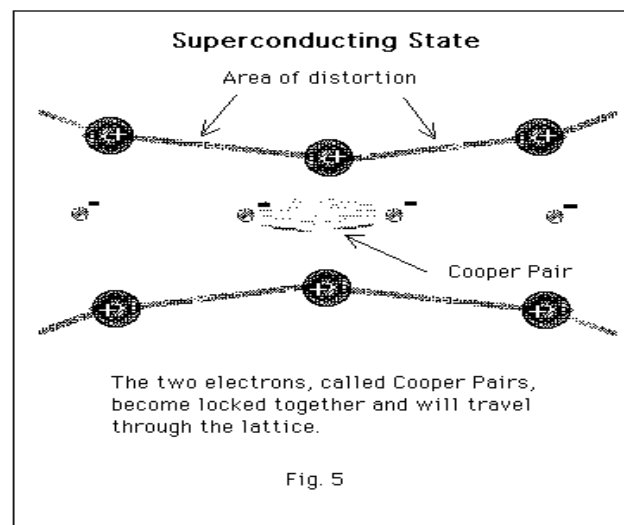 Superconducting State
Area of distortion
+ + +
- - - -
Cooper Pair
+ + +
The two electrons, called Cooper Pairs,
become locked together and will travel
through the lattice.
Fig. 5